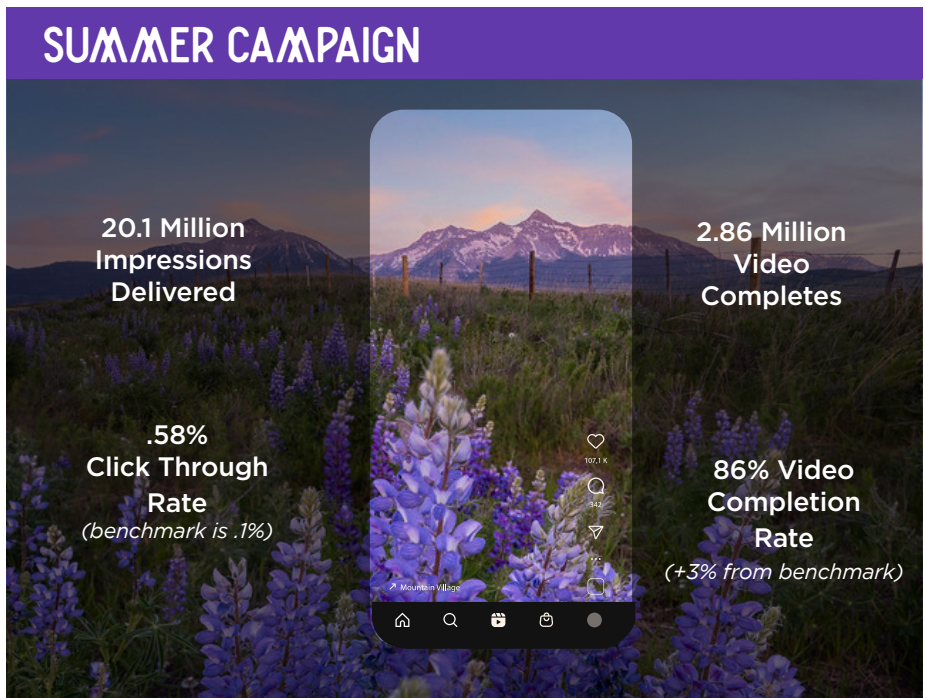 SUMMER CAMPAIGN
20.1 Million
Impressions
Delivered
.58%
Click Through
Rate
(benchmark is .1%)
107,1 K
342
Mountain Village
2.86 Million
Video
Completes
86% Video
Completion
Rate
(+3% from benchmark)